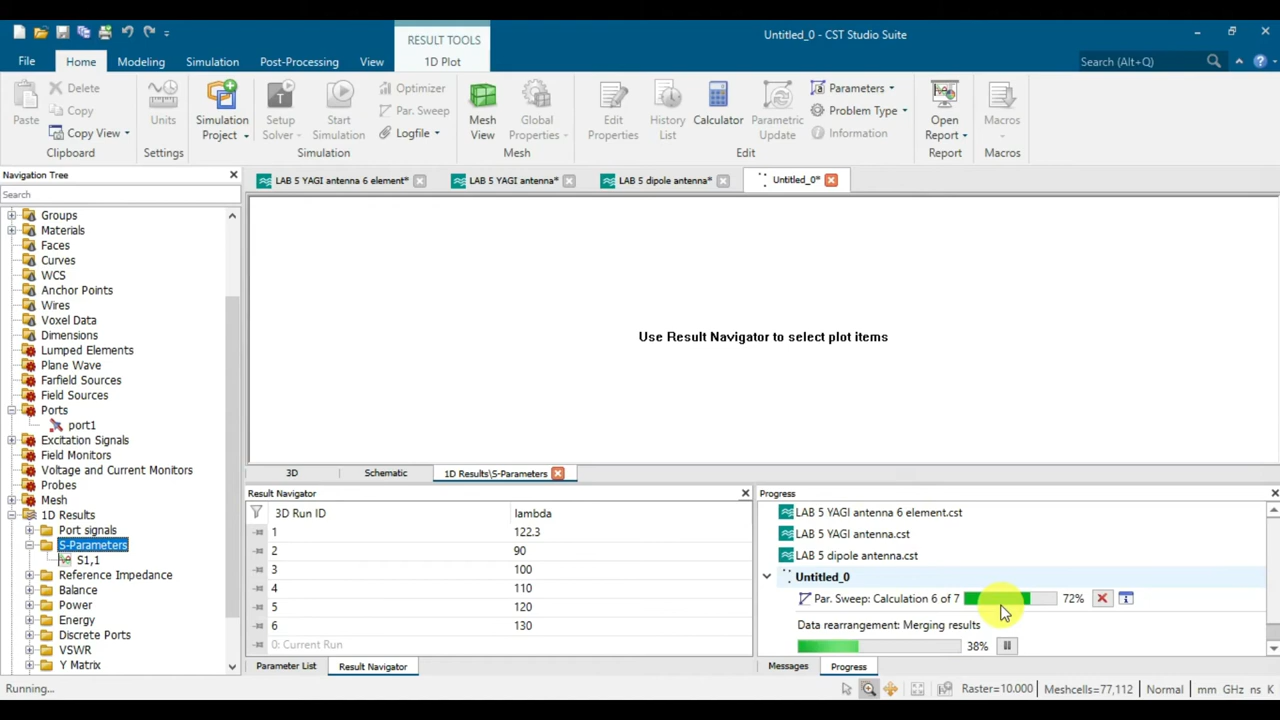 Untitled_0 - CST Studio Suite
RESULT TOOLS
File
Home
Modeling
Simulation
Post-Processing
View
1D Plot
Search (Alt+Q)
Paste
Delete
Copy
Copy View
Clipboard
Units
Settings
Simulation Project
Setup Solver
Start Simulation
Optimizer
Par. Sweep
Logfile
Simulation
Mesh View
Global Properties
Mesh
Edit Properties
History List
Calculator
Parametric Update
Parameters
Problem Type
Information
Edit
Open Report
Report
Macros
Macros
Navigation Tree
Search
LAB 5 YAGI antenna 6 element*
LAB 5 YAGI antenna*
LAB 5 dipole antenna*
Untitled_0*
Groups
Materials
Faces
Curves
WCS
Anchor Points
Wires
Voxel Data
Dimensions
Lumped Elements
Plane Wave
Farfield Sources
Field Sources
Ports
port1
Excitation Signals
Field Monitors
Voltage and Current Monitors
Probes
Mesh
1D Results
Port signals
S-Parameters
S1,1
Reference Impedance
Balance
Power
Energy
Discrete Ports
VSWR
Y Matrix
Use Result Navigator to select plot items
3D
Schematic
1D Results\S-Parameters
Result Navigator
3D Run ID lambda
1 122.3
2 90
3 100
4 110
5 120
6 130
0: Current Run
Parameter List
Result Navigator
Progress
LAB 5 YAGI antenna 6 element.cst
LAB 5 YAGI antenna.cst
LAB 5 dipole antenna.cst
Untitled_0
Par. Sweep: Calculation 6 of 7 72%
Data rearrangement: Merging results
38%
Messages
Progress
Running...
Raster=10.000 Meshcells=77,112 Normal mm GHz ns K